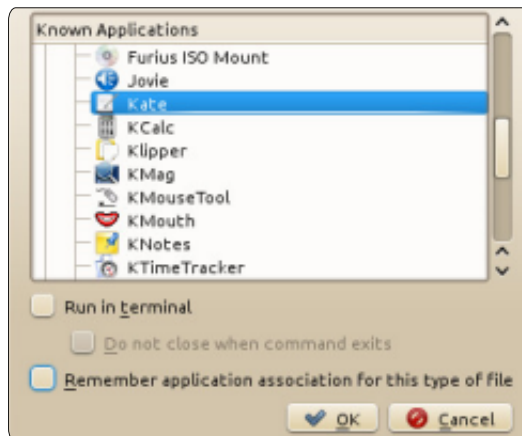 Known Applications
Furius ISO Mount
Jovie
Kate
KCalc
Klipper
KMag
KMouseTool
KMouth
KNotes
KTimeTracker
Run in terminal
Do not close when command exits
Remember application association for this type of file
OK Cancel